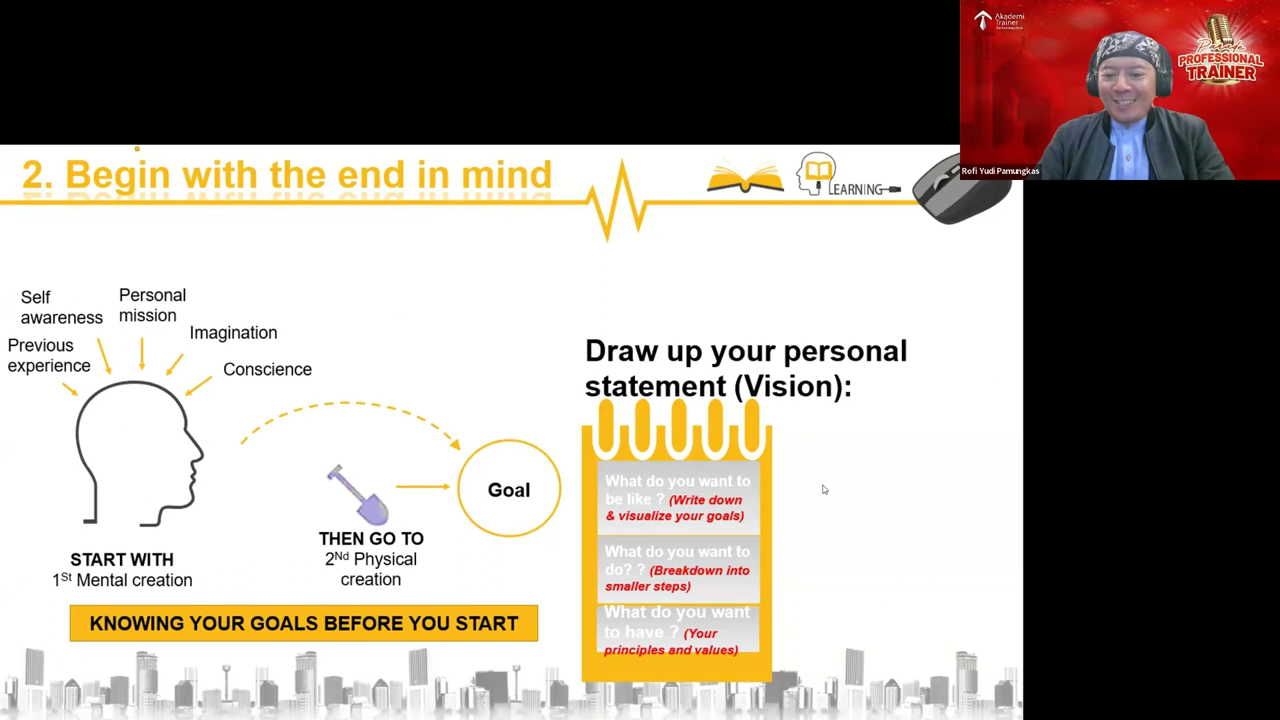 Akademi
Trainer
Perak
PROFESSIONAL
TRAINER
Rofi Yudi Pamungkas
2. Begin with the end in mind
LEARNING
Self
awareness
Personal
mission
Imagination
Previous
experience
Conscience
Goal
START WITH
1St Mental creation
THEN GO TO
2Nd Physical
creation
KNOWING YOUR GOALS BEFORE YOU START
Draw up your personal
statement (Vision):
What do you want to
be like ? (Write down
& visualize your goals)
What do you want to
do? ? (Breakdown into
smaller steps)
What do you want
to have ? (Your
principles and values)